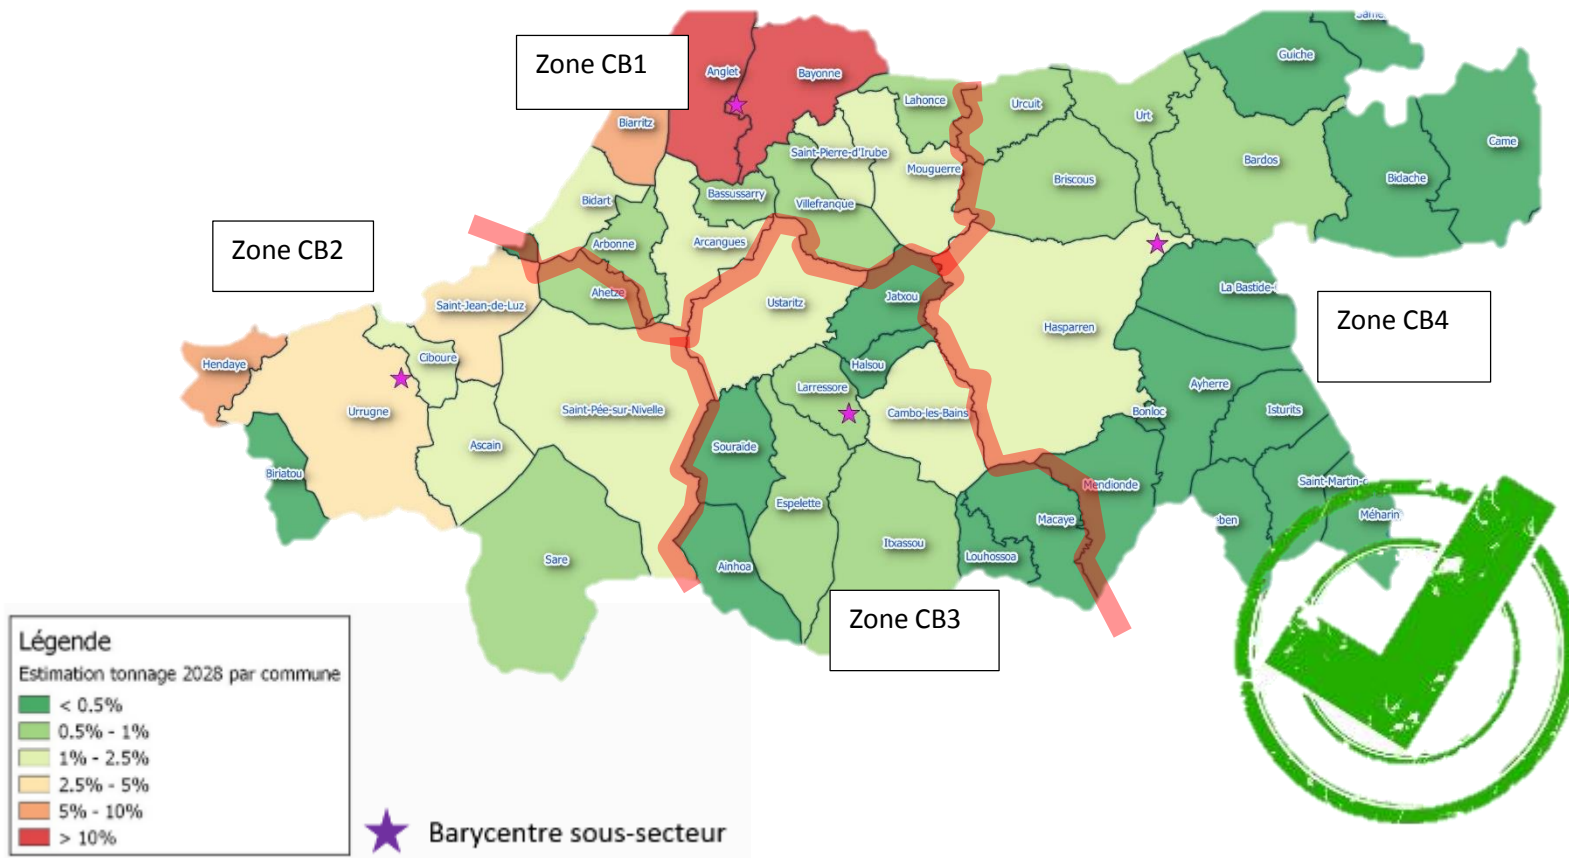 Zone CB1
Zone CB2
Zone CB4
Zone CB3
Guiche
Anglet
Bayonne
Came
Lahonce
Urcuit
Urt
Biarritz
Saint-Pierre-d'Irube
Bardos
Mouguerre
Briscous
Bidache
Bassussarry
Bidart
Villefranque
Arbonne
Arcangues
Ahetze
Ustaritz
Jatxou
La Bastide-
Saint-Jean-de-Luz
Hasparren
Ciboure
Hendaye
Halsou
Larressore
Ayherre
Urrugne
Saint-Pée-sur-Nivelle
Cambo-les-Bains
Bonloc
Isturits
Ascain
Souraïde
Biriatou
Mendionde
Saint-Martin-
Espelette
Macaye
Méharin
eben
Itxassou
Louhossoa
Sare
Ainhoa
Légende
Estimation tonnage 2028 par commune
< 0.5%
0.5% - 1%
1% - 2.5%
2.5% - 5%
5% - 10%
> 10%
Barycentre sous-secteur